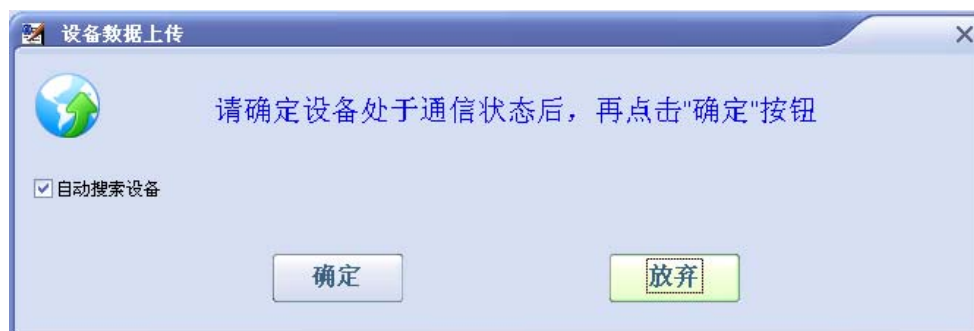 设备数据上传
请确定设备处于通信状态后，再点击"确定"按钮
自动搜索设备
确定
放弃